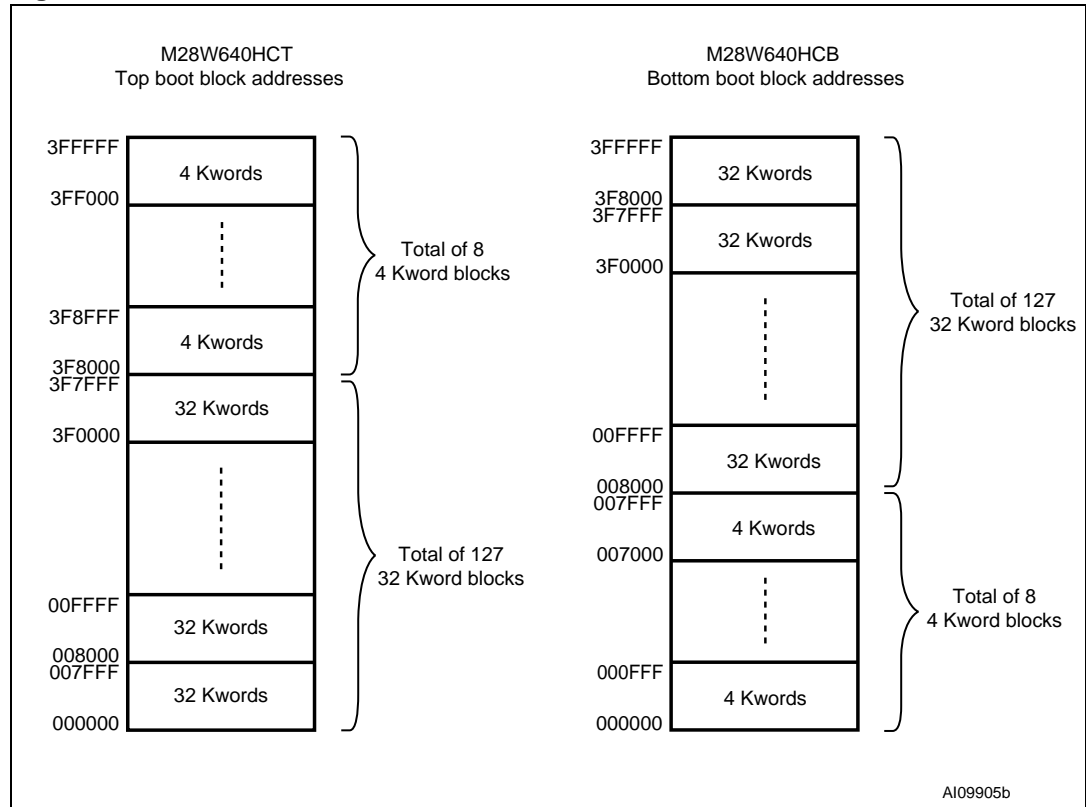 M28W640HCT
Top boot block addresses
3FFFFF
4 Kwords
3FF000
Total of 8
4 Kword blocks
3F8FFF
4 Kwords
3F8000
3F7FFF
32 Kwords
3F0000
Total of 127
32 Kword blocks
00FFFF
32 Kwords
008000
007FFF
32 Kwords
000000
M28W640HCB
Bottom boot block addresses
3FFFFF
32 Kwords
3F8000
3F7FFF
32 Kwords
3F0000
Total of 127
32 Kword blocks
00FFFF
32 Kwords
008000
007FFF
4 Kwords
007000
Total of 8
4 Kword blocks
000FFF
4 Kwords
000000
AI09905b